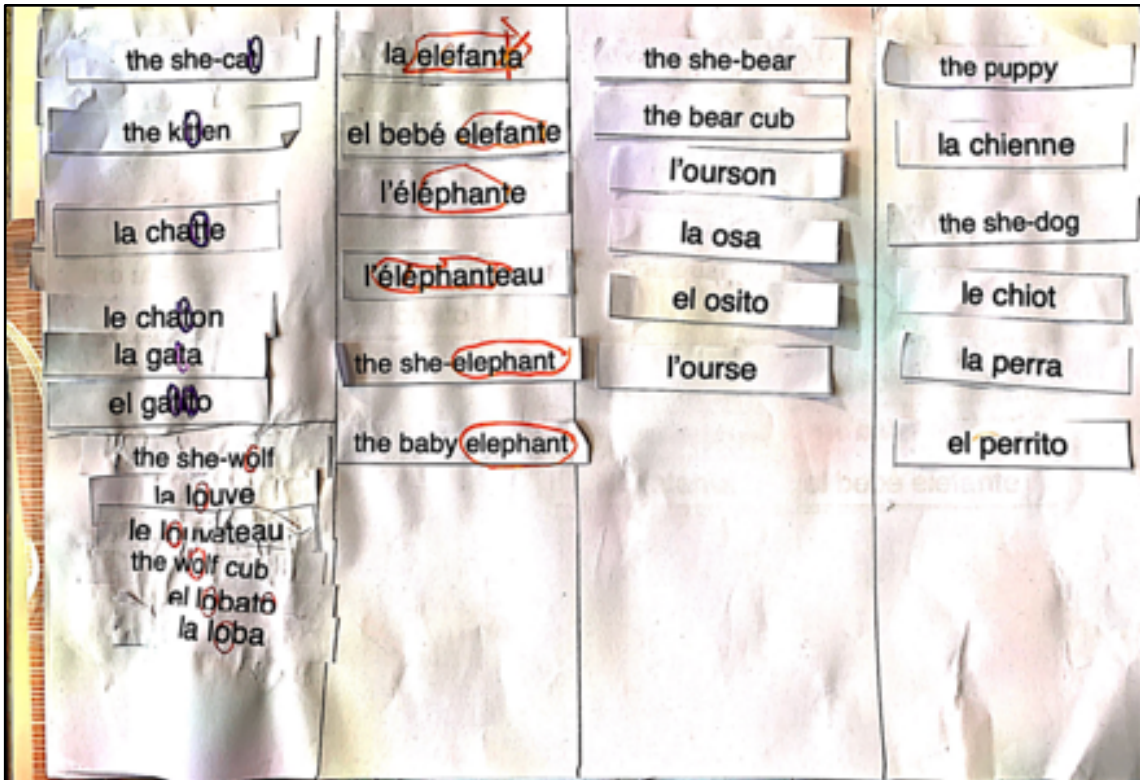 the she-cat
the kitten
la chatte
le chaton
la gata
el gatito
the she-wolf
la louve
le louveteau
the wolf cub
el lobato
la loba
la elefanta
el bebé elefante
l'éléphante
l'éléphanteau
the she-elephant
the baby elephant
the she-bear
the bear cub
l'ourson
la osa
el osito
l'ourse
the puppy
la chienne
the she-dog
le chiot
la perra
el perrito